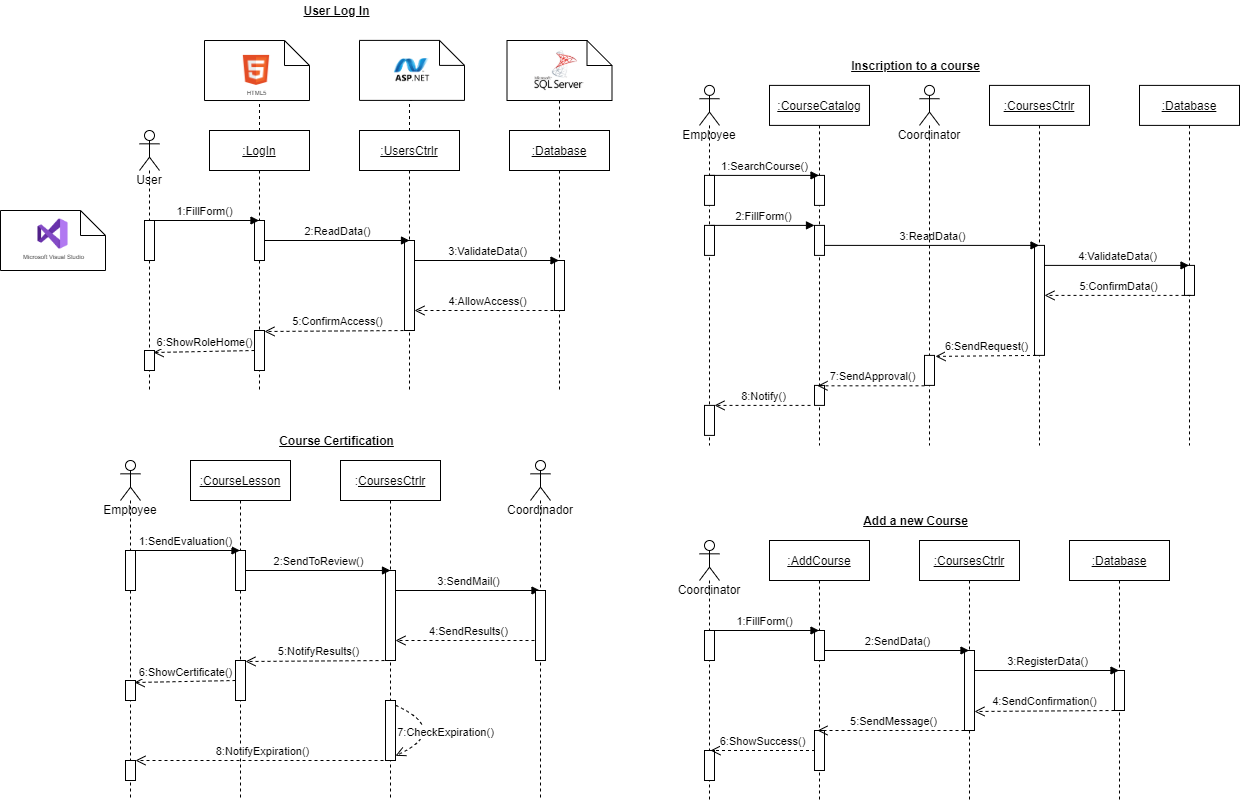 User Log In
HTML5
ASP.NET
Microsoft
SQL Server
:LogIn
:UsersCtrlr
:Database
User
Microsoft Visual Studio
1:FillForm()
2:ReadData()
3:ValidateData()
4:AllowAccess()
5:ConfirmAccess()
6:ShowRoleHome()
Inscription to a course
:CourseCatalog
:CoursesCtrlr
:Database
Employee
Coordinator
1:SearchCourse()
2:FillForm()
3:ReadData()
4:ValidateData()
5:ConfirmData()
6:SendRequest()
7:SendApproval()
8:Notify()
Course Certification
:CourseLesson
:CoursesCtrlr
Employee
Coordinador
1:SendEvaluation()
2:SendToReview()
3:SendMail()
4:SendResults()
5:NotifyResults()
6:ShowCertificate()
7:CheckExpiration()
8:NotifyExpiration()
Add a new Course
:AddCourse
:CoursesCtrlr
:Database
Coordinator
1:FillForm()
2:SendData()
3:RegisterData()
4:SendConfirmation()
5:SendMessage()
6:ShowSuccess()